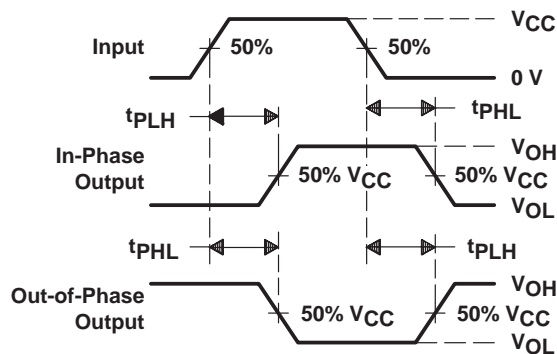 VCC
Input
50%
50%
0 V
tPLH
tPHL
In-Phase
Output
VOH
50% VCC
50% VCC
VOL
tPHL
tPLH
Out-of-Phase
Output
VOH
50% VCC
50% VCC
VOL